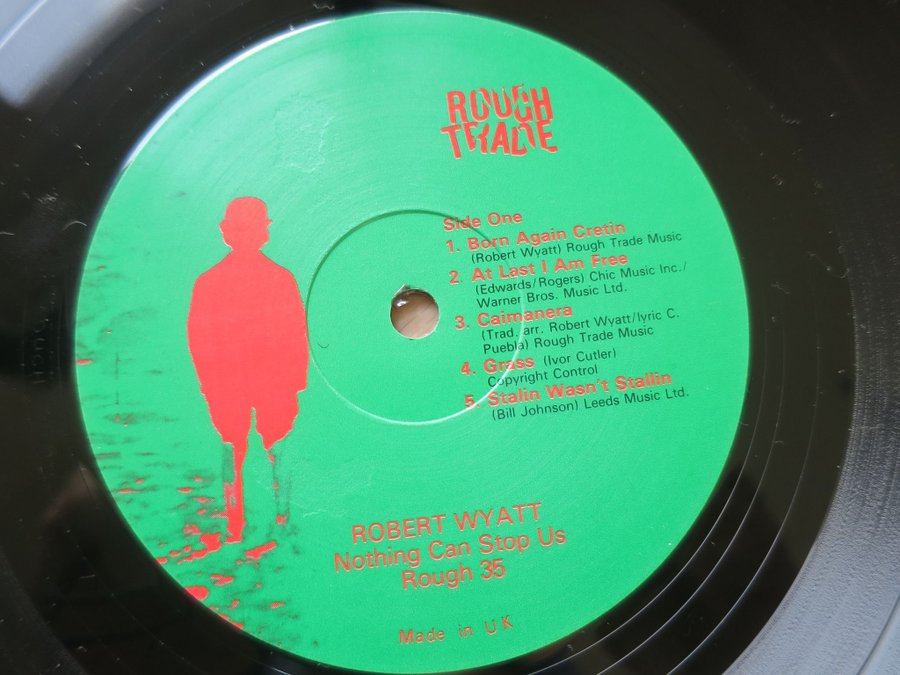 ROUGH
TRADE
Side One
1. Born Again Cretin
(Robert Wyatt) Rough Trade Music
2. At Last I Am Free
(Edwards/Rogers) Chic Music Inc./
Warner Bros. Music Ltd.
3. Caimanera
(Trad. arr. Robert Wyatt/lyric C.
Puebla) Rough Trade Music
4. Grass (Ivor Cutler)
Copyright Control
5. Stalin Wasn't Stallin
(Bill Johnson) Leeds Music Ltd.
ROBERT WYATT
Nothing Can Stop Us
Rough 35
Made in UK